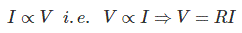 I ∝ V i.e. V ∝ I ⇒ V = RI